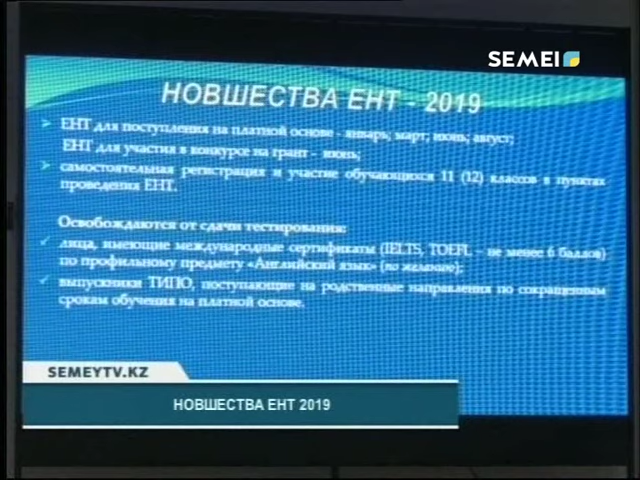 SEMEI
НОВШЕСТВА ЕНТ - 2019
ЕНТ для поступления на платной основе - январь; март; июнь; август;
ЕНТ для участия в конкурсе на грант - июнь;
самостоятельная регистрация и участие обучающихся 11 (12) классов в пунктах
проведения ЕНТ.
Освобождаются от сдачи тестирования:
лица, имеющие международные сертификаты (IELTS, TOEFL – не менее 6 баллов)
по профильному предмету «Английский язык» (по желанию);
выпускники ТИПО, поступающие на родственные направления по сокращенным
срокам обучения на платной основе.
SEMEYTV.KZ
НОВШЕСТВА ЕНТ 2019